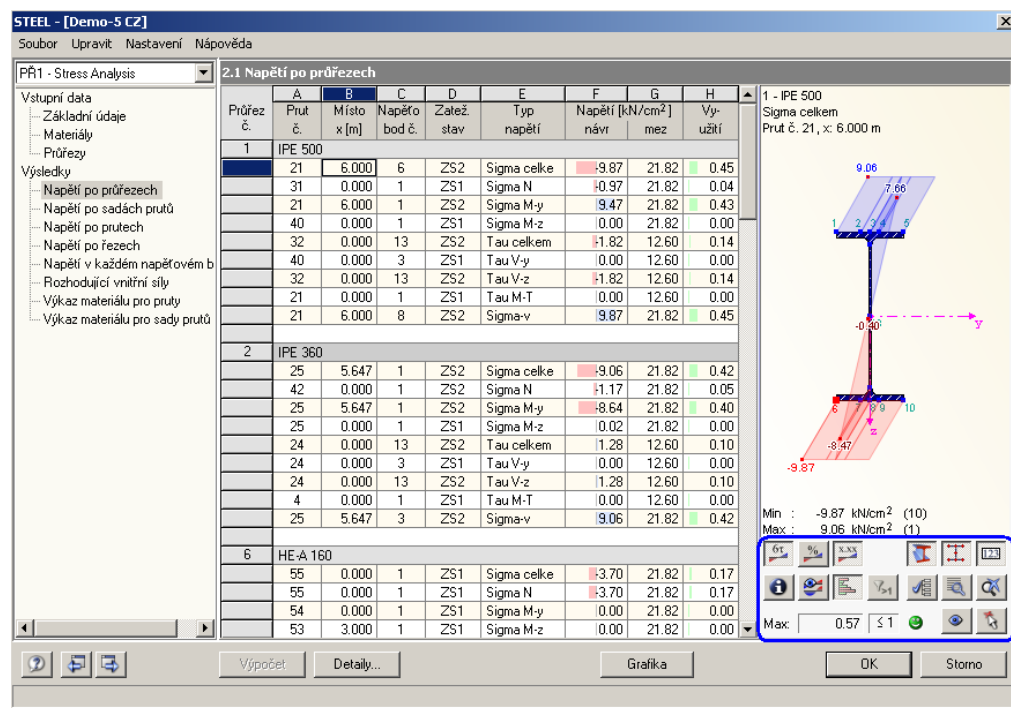 STEEL - [Demo-5 CZ]
Soubor Upravit Nastavení Nápověda
PŘ1 - Stress Analysis
Vstupní data
Základní údaje
Materiály
Průřezy
Výsledky
Napětí po průřezech
Napětí po sadách prutů
Napětí po prutech
Napětí po řezech
Napětí v každém napěťovém b
Rozhodující vnitřní síly
Výkaz materiálu pro pruty
Výkaz materiálu pro sady prutů
2.1 Napětí po průřezech
A B C D E F G H
Průřez Prut Místo Napěťo Zatěž. Typ Napětí [kN/cm²] Vy-
č. č. x [m] bod č. stav napětí návr mez užití
1 IPE 500
21 6.000 6 ZS2 Sigma celke -9.87 21.82 0.45
31 0.000 1 ZS1 Sigma N -0.97 21.82 0.04
21 6.000 1 ZS2 Sigma M-y 9.47 21.82 0.43
40 0.000 1 ZS1 Sigma M-z 0.00 21.82 0.00
32 0.000 13 ZS2 Tau celkem -1.82 12.60 0.14
40 0.000 3 ZS1 Tau V-y 0.00 12.60 0.00
32 0.000 13 ZS2 Tau V-z -1.82 12.60 0.14
21 0.000 1 ZS1 Tau M-T 0.00 12.60 0.00
21 6.000 8 ZS2 Sigma-v 9.87 21.82 0.45
2 IPE 360
25 5.647 1 ZS2 Sigma celke -9.06 21.82 0.42
42 0.000 1 ZS2 Sigma N -1.17 21.82 0.05
25 5.647 1 ZS2 Sigma M-y -8.64 21.82 0.40
25 0.000 1 ZS1 Sigma M-z 0.02 21.82 0.00
24 0.000 13 ZS2 Tau celkem 1.28 12.60 0.10
24 0.000 3 ZS1 Tau V-y 0.00 12.60 0.00
24 0.000 13 ZS2 Tau V-z 1.28 12.60 0.10
4 0.000 1 ZS1 Tau M-T 0.00 12.60 0.00
25 5.647 3 ZS2 Sigma-v 9.06 21.82 0.42
6 HE-A 160
55 0.000 1 ZS1 Sigma celke -3.70 21.82 0.17
55 0.000 1 ZS1 Sigma N -3.70 21.82 0.17
54 0.000 1 ZS1 Sigma M-y 0.00 21.82 0.00
53 3.000 1 ZS1 Sigma M-z 0.00 21.82 0.00
1 - IPE 500
Sigma celkem
Prut č. 21, x: 6.000 m
9.06
7.66
1 2 3 4 5
-0.40
y
6 7 8 9 10
z
-8.47
-9.87
Min : -9.87 kN/cm² (10)
Max : 9.06 kN/cm² (1)
στ % x.xx 123
Max: 0.57 ≤ 1
Výpočet Detaily... Grafika OK Storno